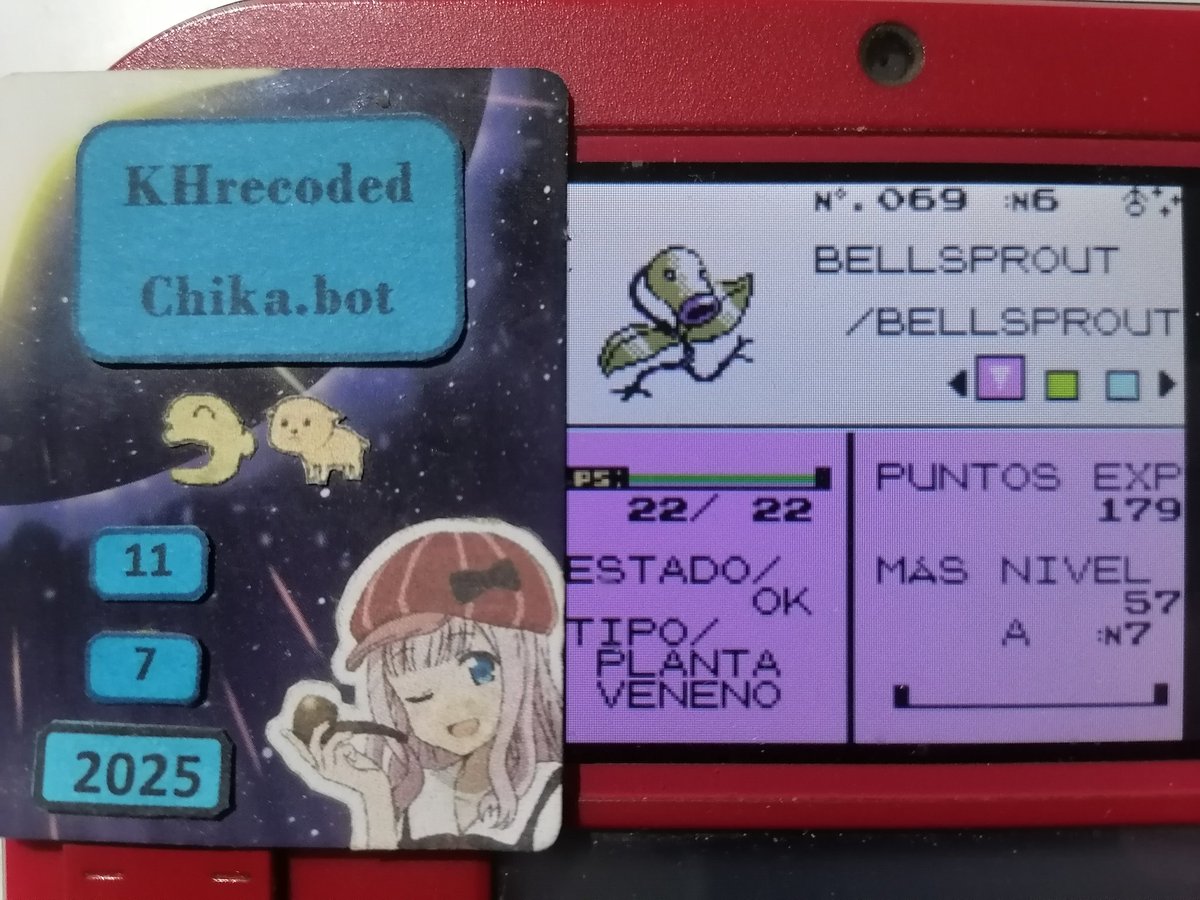 KHrecoded
Chika.bot
11
7
2025
Nº.069 :N6 ♂
BELLSPROUT
/BELLSPROUT
PS:
22/ 22
ESTADO/
OK
TIPO/
PLANTA
VENENO
PUNTOS EXP
179
MÁS NIVEL
57
A :N7